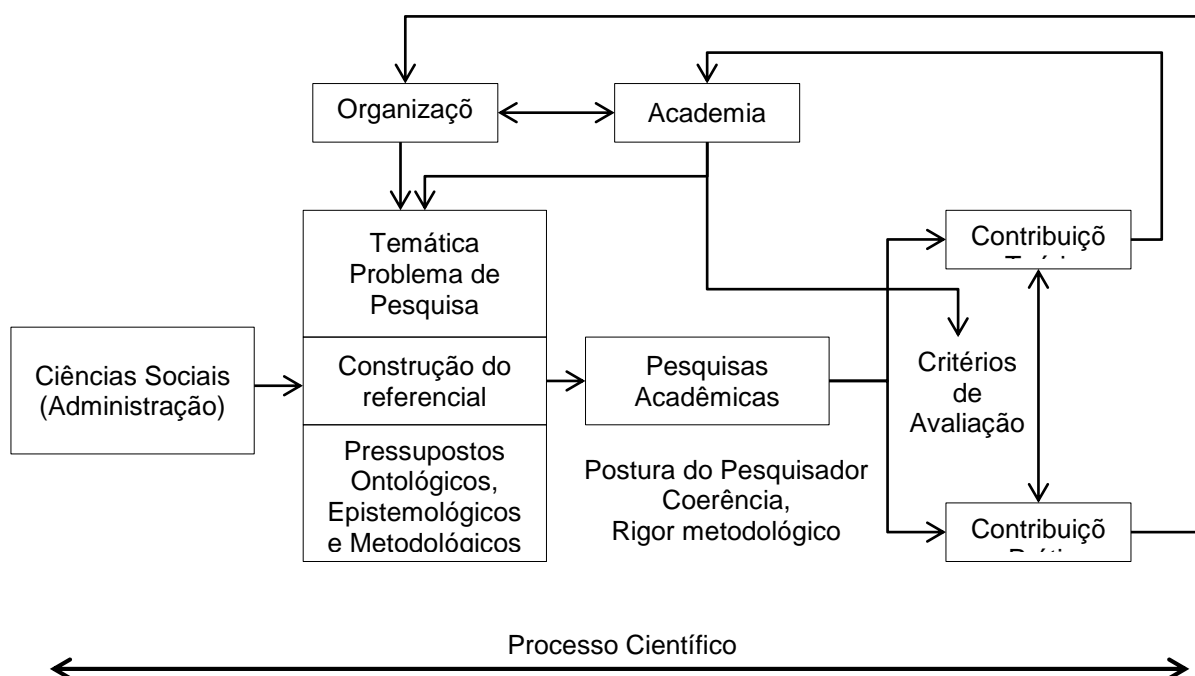 Organizaçõ
Academia
Temática
Problema de
Pesquisa
Contribuiçõ
Ciências Sociais
(Administração)
Construção do
referencial
Pesquisas
Acadêmicas
Critérios
de
Avaliação
Pressupostos
Ontológicos,
Epistemológicos
e Metodológicos
Postura do Pesquisador
Coerência,
Rigor metodológico
Contribuiçõ
Processo Científico